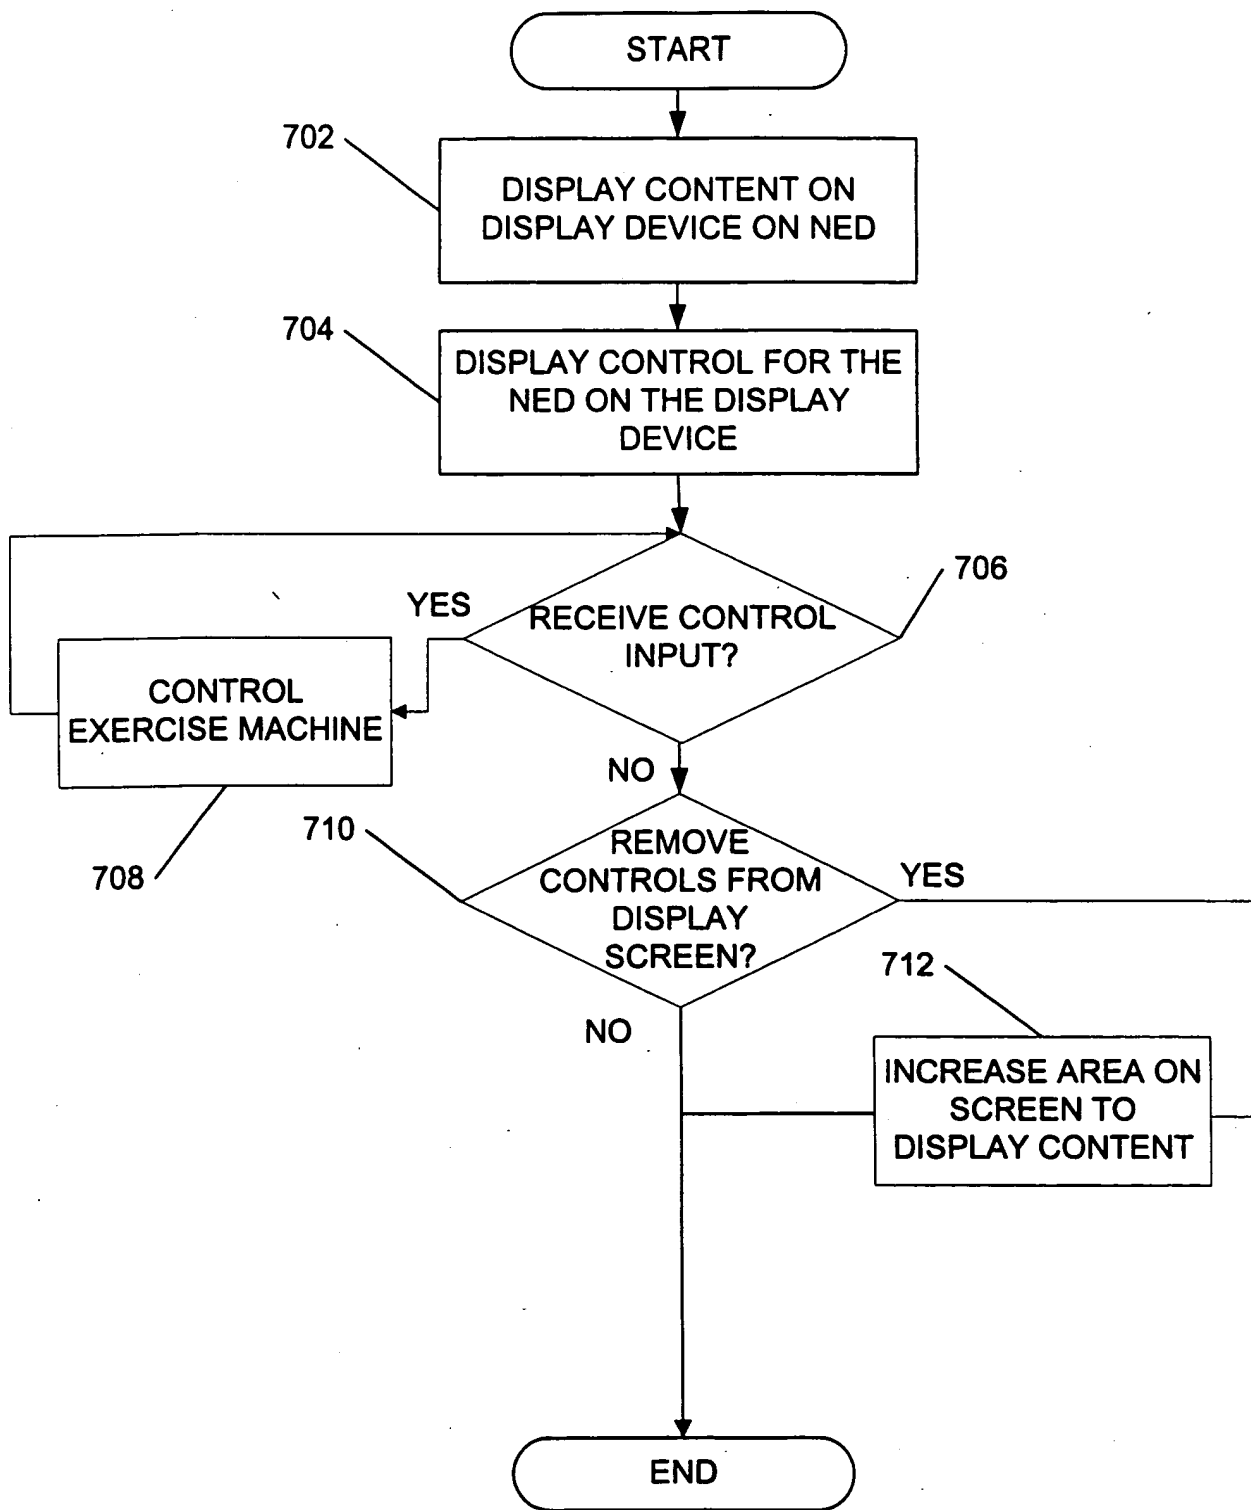 START
702
DISPLAY CONTENT ON
DISPLAY DEVICE ON NED
704
DISPLAY CONTROL FOR THE
NED ON THE DISPLAY
DEVICE
706
YES
RECEIVE CONTROL
INPUT?
CONTROL
EXERCISE MACHINE
708
NO
710
REMOVE
CONTROLS FROM
DISPLAY
SCREEN?
YES
712
NO
INCREASE AREA ON
SCREEN TO
DISPLAY CONTENT
END